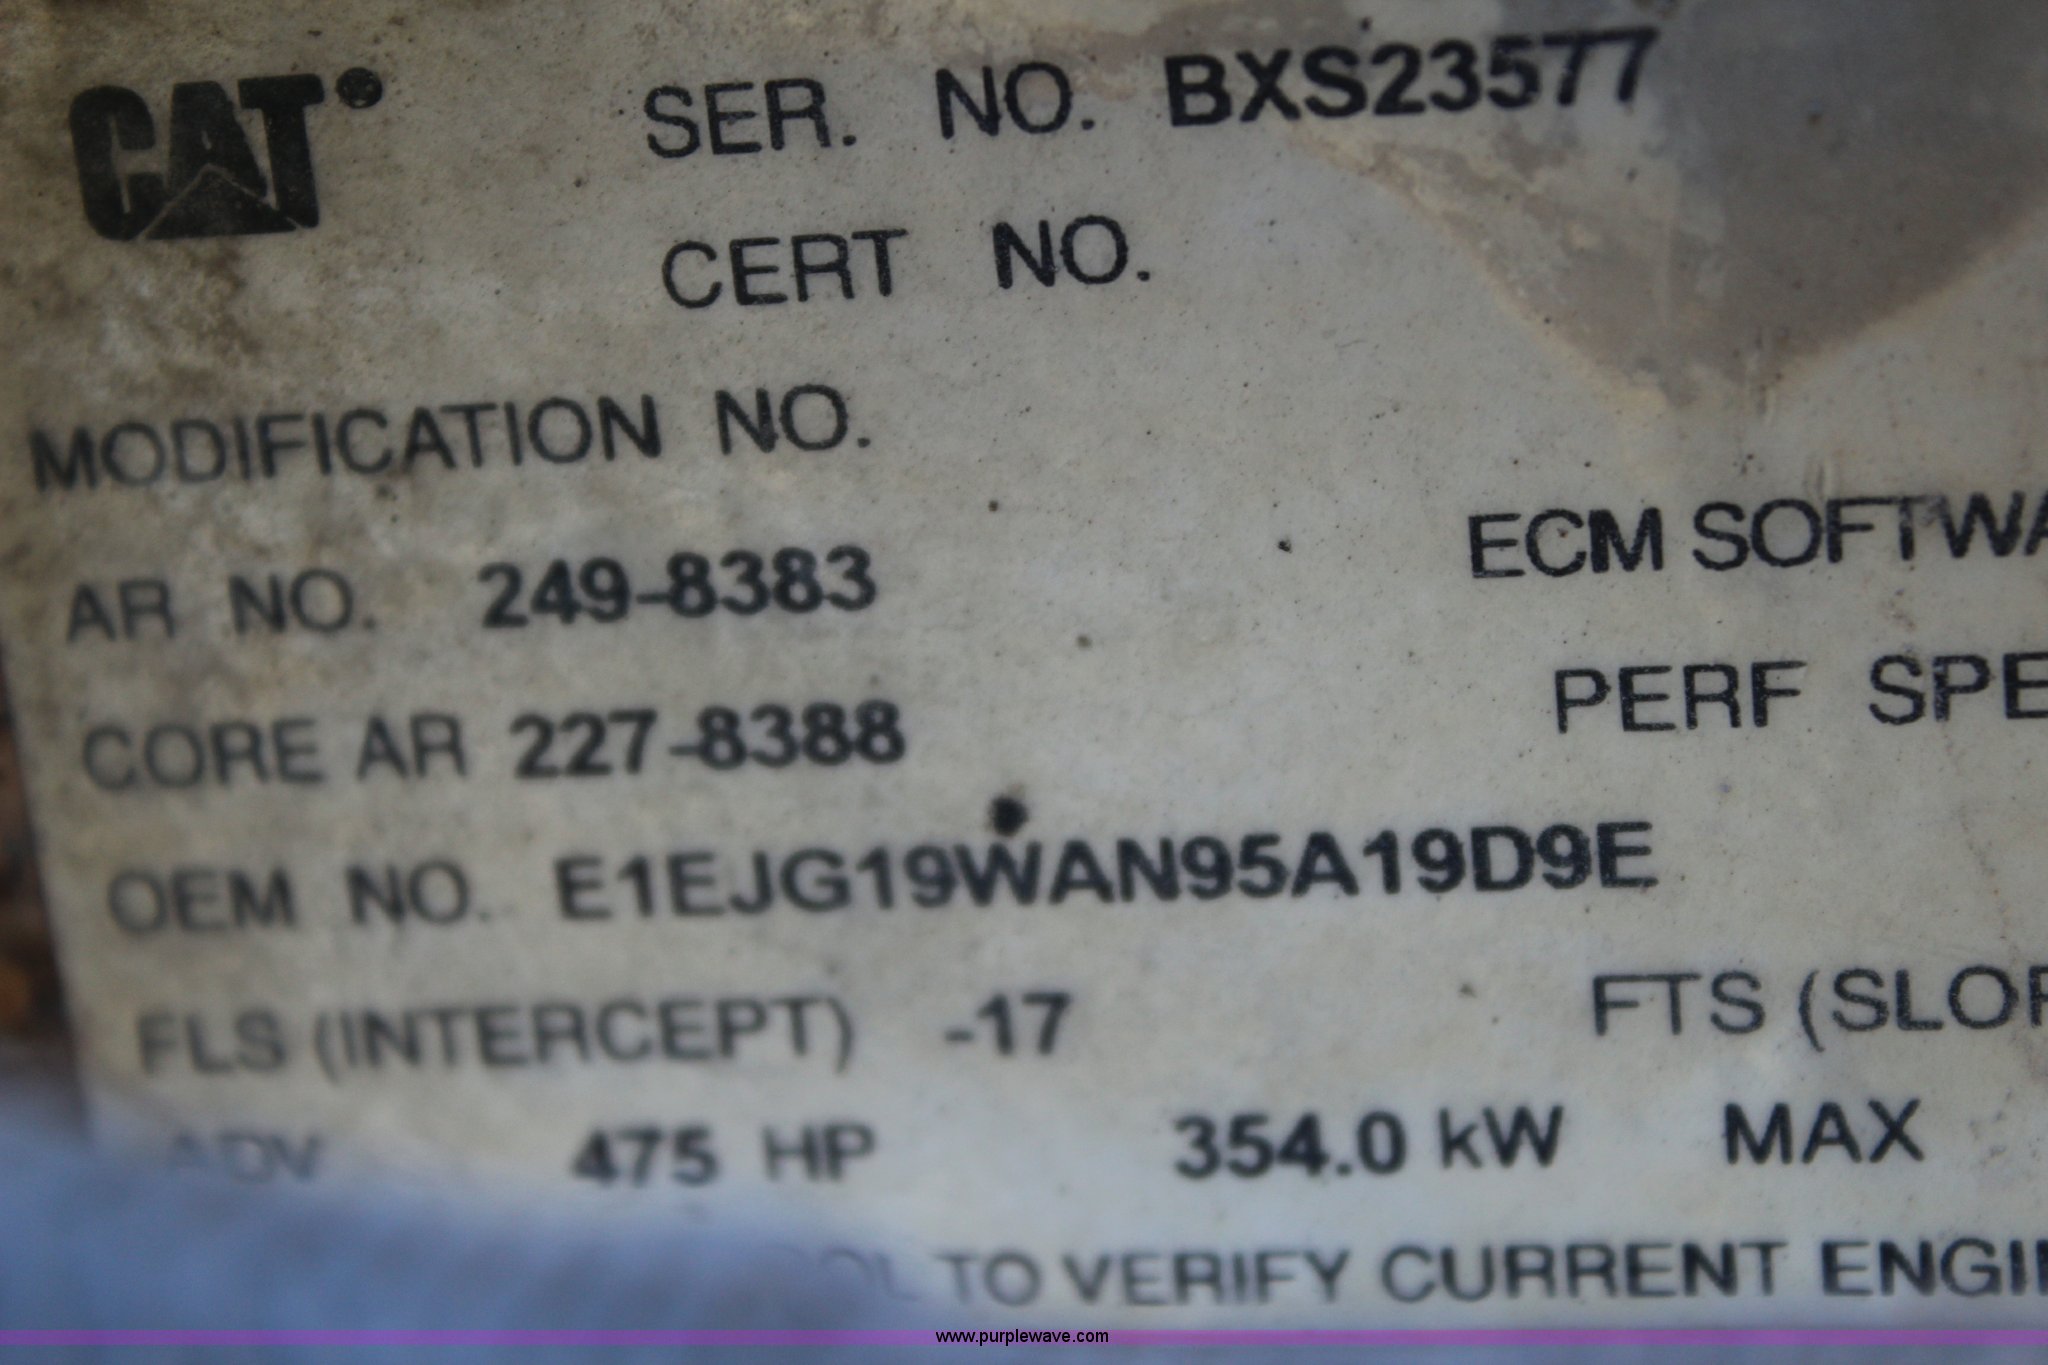 CAT SER. NO. BXS23577
CERT NO.
MODIFICATION NO.
AR NO. 249-8383 ECM SOFTWA
CORE AR 227-8388 PERF SPE
OEM NO. E1EJG19WAN95A19D9E
FLS (INTERCEPT) -17 FTS (SLOP
ADV 475 HP 354.0 kW MAX
TO VERIFY CURRENT ENGI
www.purplewave.com